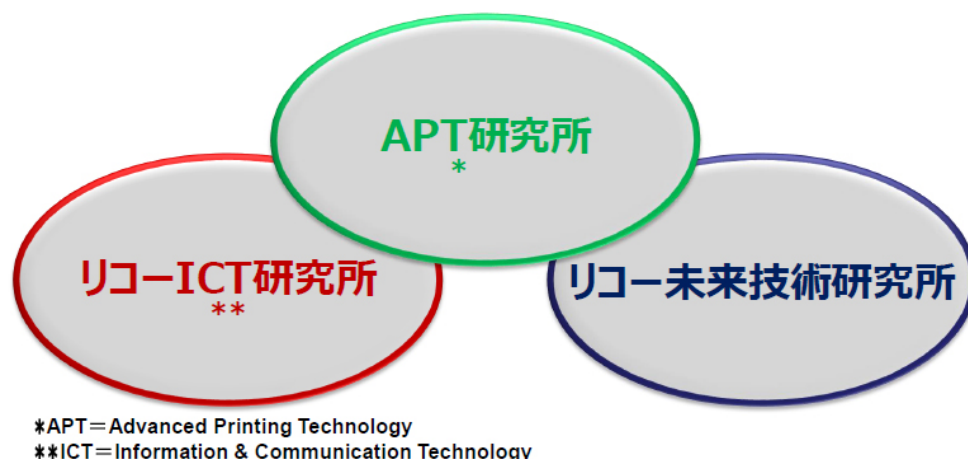 APT研究所
*
リコーICT研究所
**
リコー未来技術研究所
*APT=Advanced Printing Technology
**ICT=Information & Communication Technology